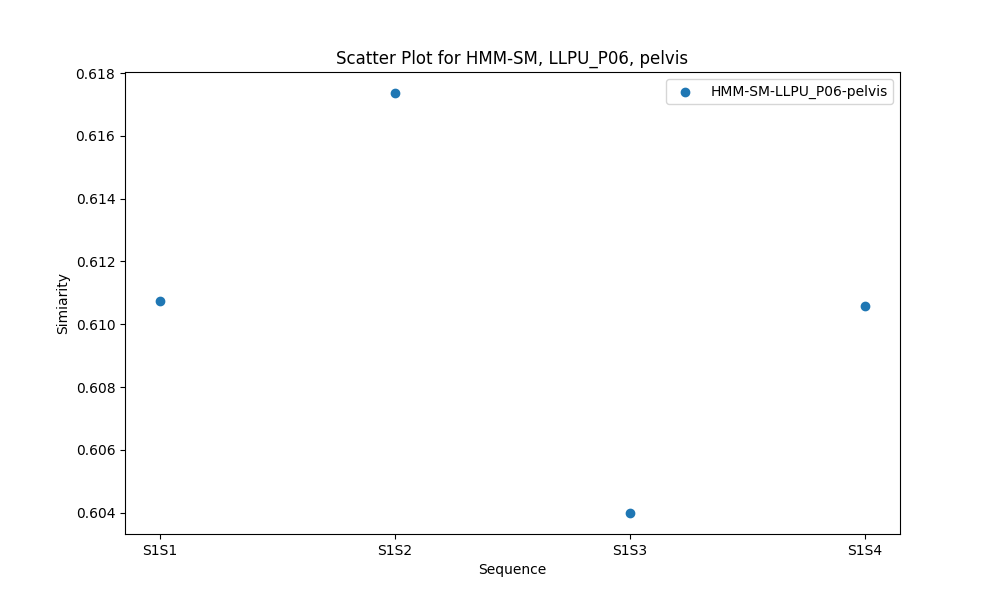 Scatter Plot for HMM-SM, LLPU_P06, pelvis
HMM-SM-LLPU_P06-pelvis
0.618
0.616
0.614
0.612
0.610
0.608
0.606
0.604
Simiarity
S1S1 S1S2 S1S3 S1S4
Sequence